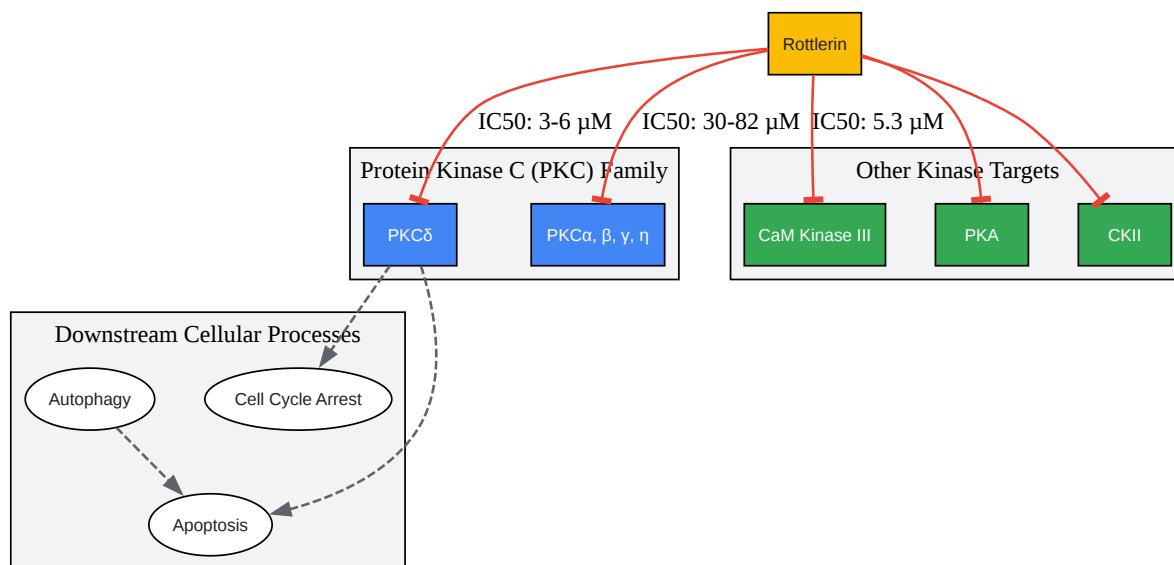 Rottlerin
IC50: 3-6 µM
IC50: 30-82 µM
IC50: 5.3 µM
Protein Kinase C (PKC) Family
Other Kinase Targets
PKCδ
PKCα, β, γ, η
CaM Kinase III
PKA
CKII
Downstream Cellular Processes
Autophagy
Cell Cycle Arrest
Apoptosis